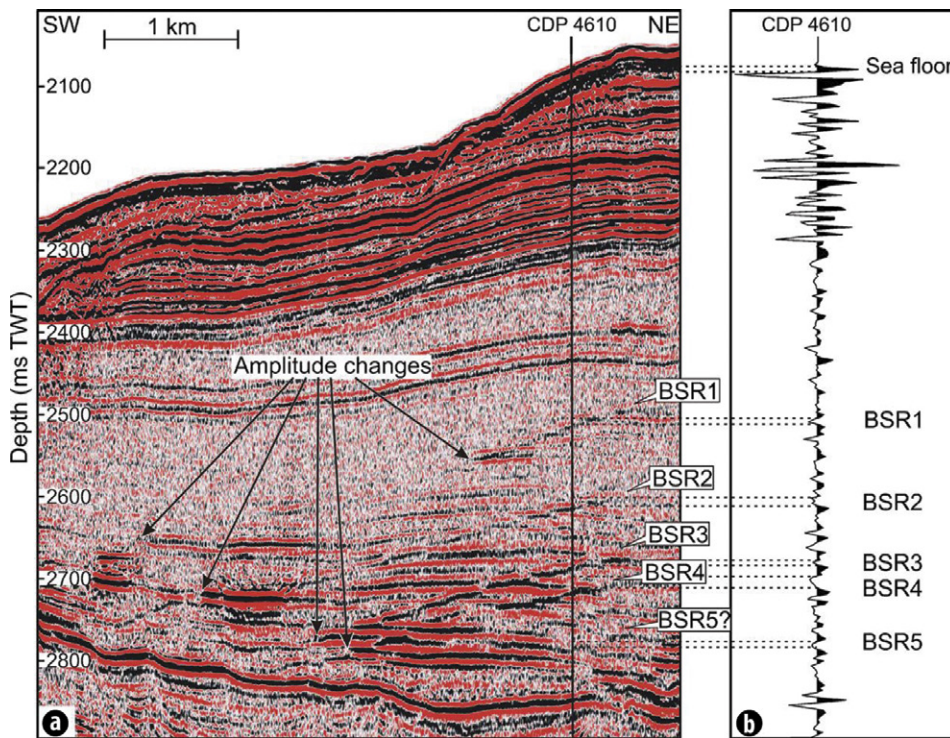 SW
1 km
CDP 4610
NE
CDP 4610
Sea floor
2100
2200
2300
2400
2500
2600
2700
2800
Depth (ms TWT)
Amplitude changes
BSR1
BSR2
BSR3
BSR4
BSR5?
BSR1
BSR2
BSR3
BSR4
BSR5
a
b